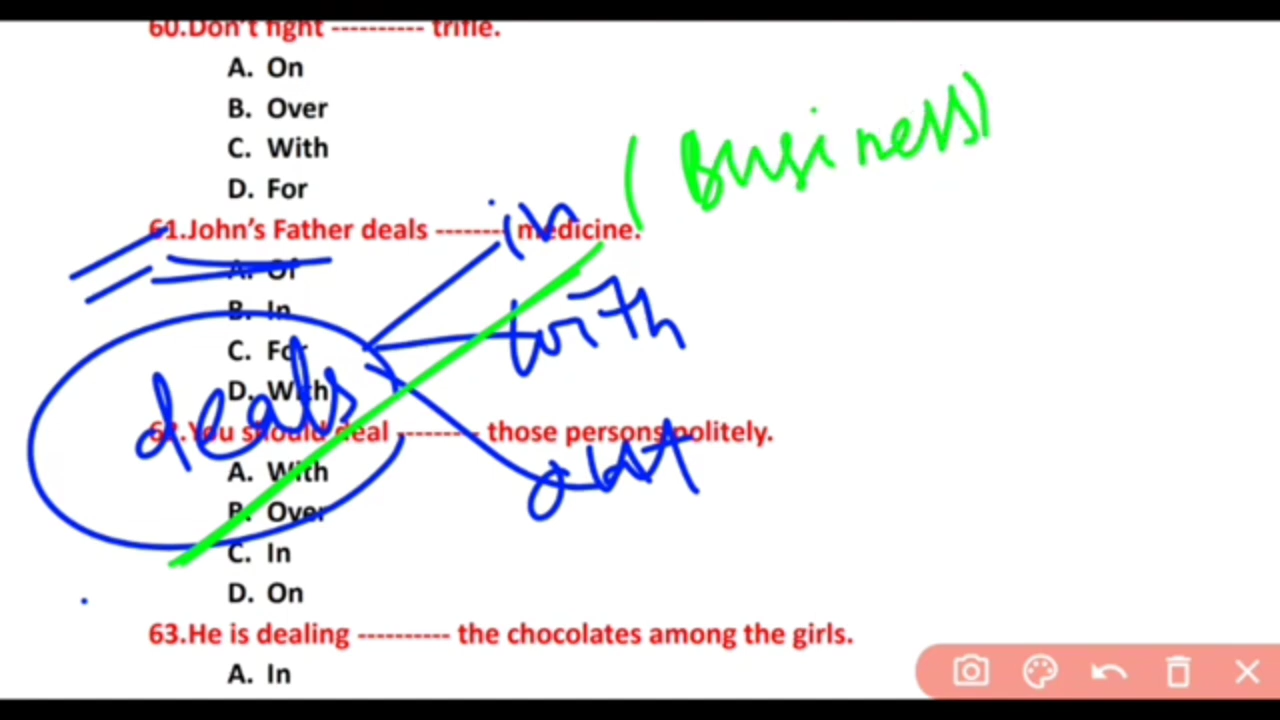 60.Don't fight ---------- trifle.
A. On
B. Over
C. With
D. For
(Business)
61.John's Father deals -------- medicine.
in
A. Of
B. In
C. For
with
D. With
deals
62.You should deal --------- those persons politely.
A. With
out
B. Over
C. In
D. On
63.He is dealing ---------- the chocolates among the girls.
A. In